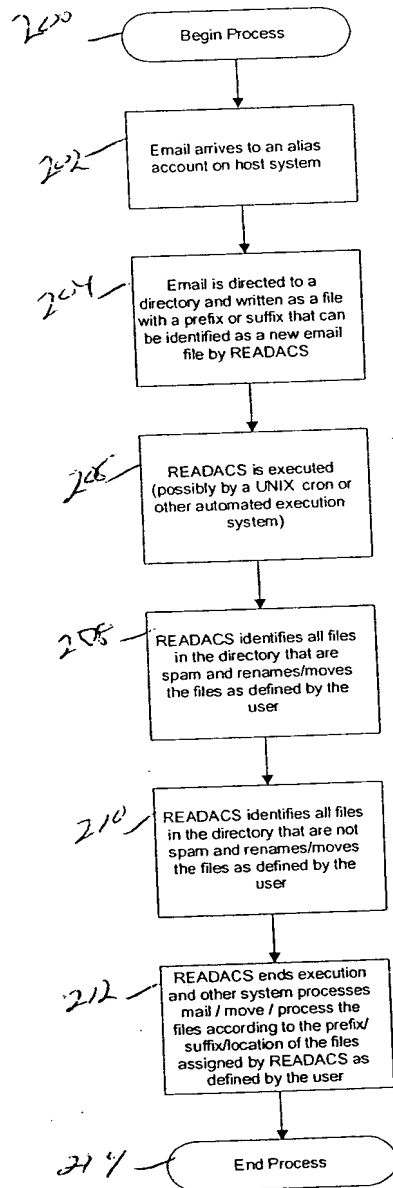 200
Begin Process
202
Email arrives to an alias
account on host system
204
Email is directed to a
directory and written as a file
with a prefix or suffix that can
be identified as a new email
file by READACS
206
READACS is executed
(possibly by a UNIX cron or
other automated execution
system)
208
READACS identifies all files
in the directory that are
spam and renames/moves
the files as defined by the
user
210
READACS identifies all files
in the directory that are not
spam and renames/moves
the files as defined by the
user
212
READACS ends execution
and other system processes
mail / move / process the
files according to the prefix/
suffix/location of the files
assigned by READACS as
defined by the user
214
End Process